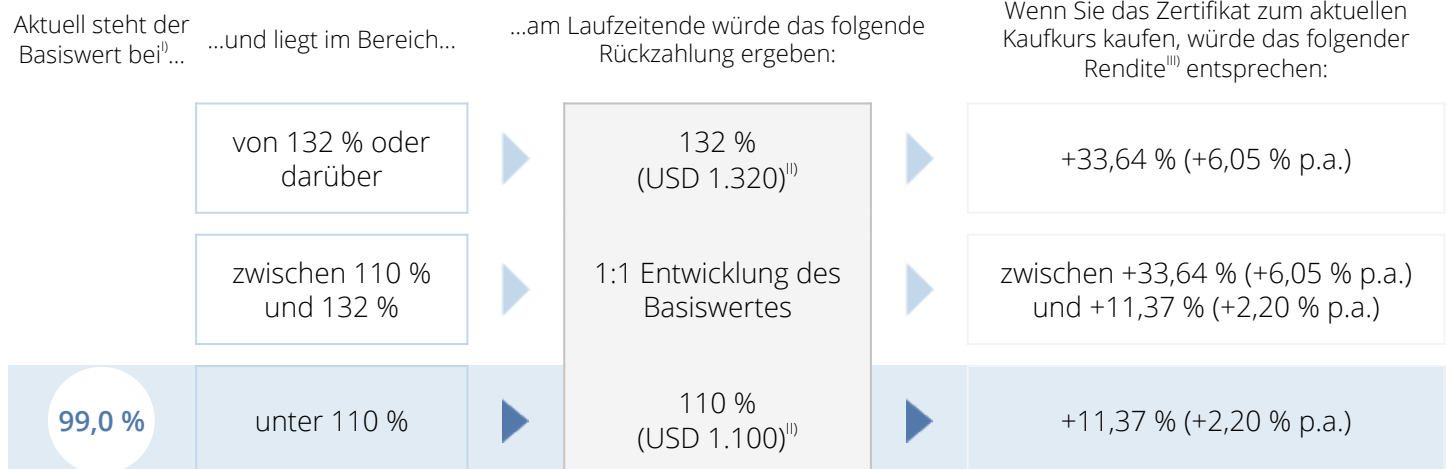 Aktuell steht der
Basiswert bei I)...
...und liegt im Bereich...
...am Laufzeitende würde das folgende
Rückzahlung ergeben:
Wenn Sie das Zertifikat zum aktuellen
Kaufkurs kaufen, würde das folgender
Rendite III) entsprechen:
von 132 % oder
darüber
132 %
(USD 1.320) II)
+33,64 % (+6,05 % p.a.)
zwischen 110 %
und 132 %
1:1 Entwicklung des
Basiswertes
zwischen +33,64 % (+6,05 % p.a.)
und +11,37 % (+2,20 % p.a.)
99,0 %
unter 110 %
110 %
(USD 1.100) II)
+11,37 % (+2,20 % p.a.)